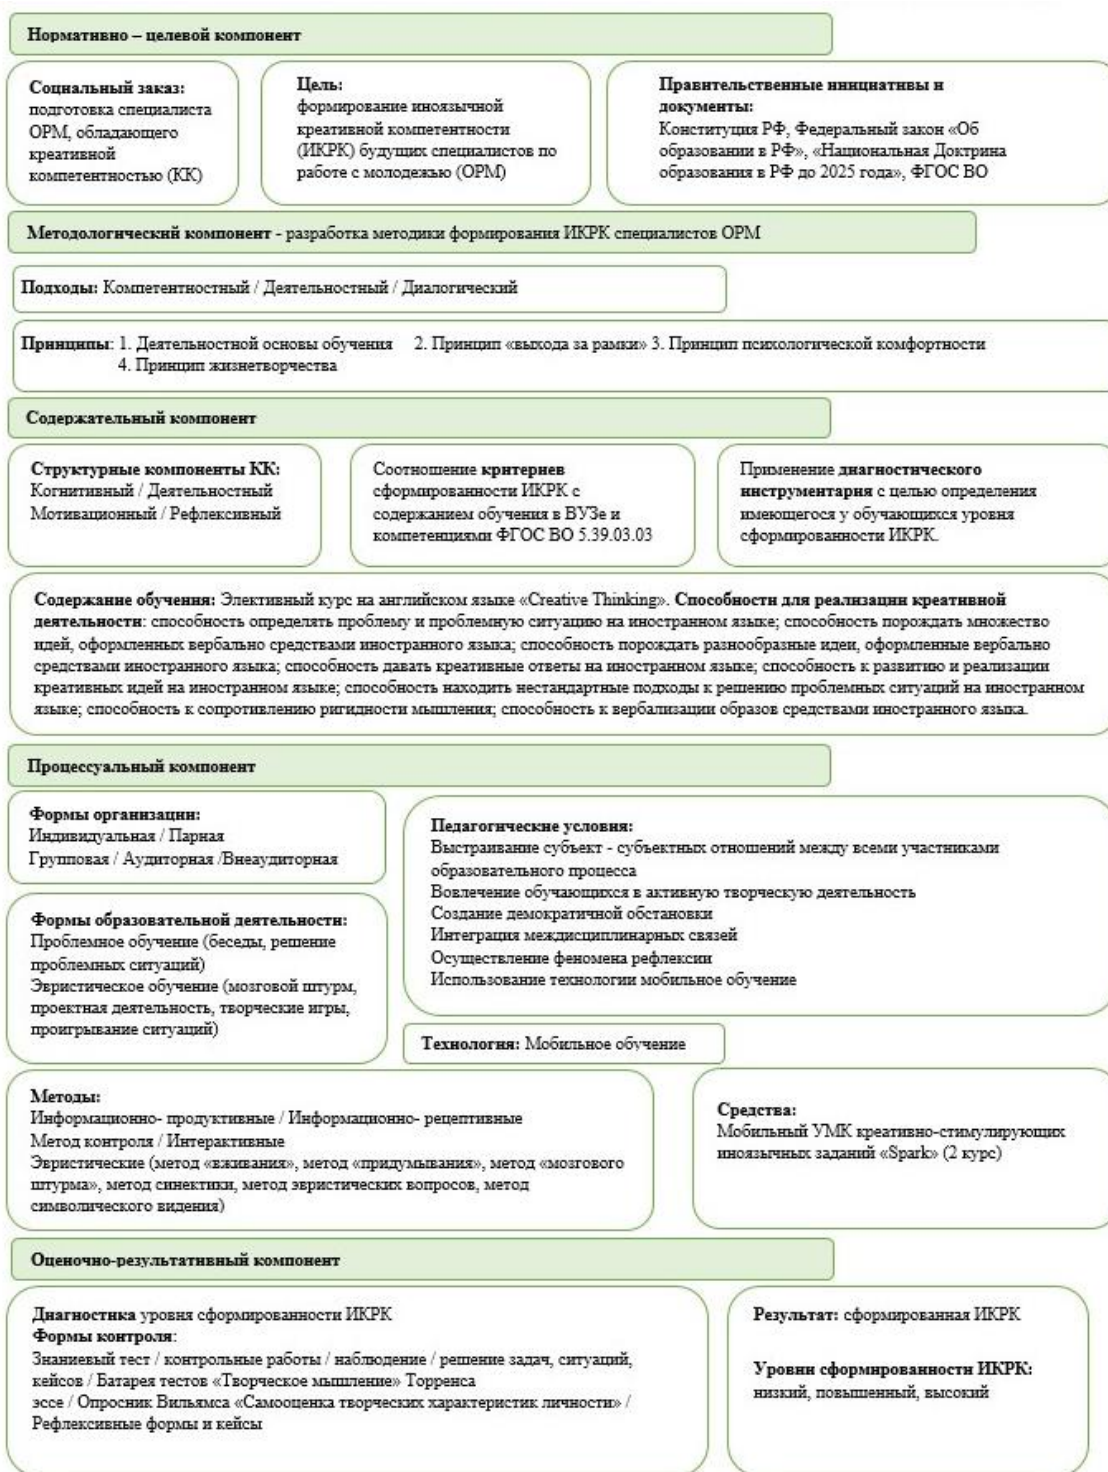 Нормативно – целевой компонент
Социальный заказ:
подготовка специалиста
ОРМ, обладающего
креативной
компетентностью (КК)
Цель:
формирование иноязычной
креативной компетентности
(ИКРК) будущих специалистов по
работе с молодежью (ОРМ)
Правительственные инициативы и
документы:
Конституция РФ, Федеральный закон «Об
образовании в РФ», «Национальная Доктрина
образования в РФ до 2025 года», ФГОС ВО
Методологический компонент - разработка методики формирования ИКРК специалистов ОРМ
Подходы: Компетентностный / Деятельностный / Диалогический
Принципы: 1. Деятельностной основы обучения 2. Принцип «выхода за рамки» 3. Принцип психологической комфортности
4. Принцип жизнетворчества
Содержательный компонент
Структурные компоненты КК:
Когнитивный / Деятельностный
Мотивационный / Рефлексивный
Соотношение критериев
сформированности ИКРК с
содержанием обучения в ВУЗе и
компетенциями ФГОС ВО 5.39.03.03
Применение диагностического
инструментария с целью определения
имеющегося у обучающихся уровня
сформированности ИКРК.
Содержание обучения: Элективный курс на английском языке «Creative Thinking». Способности для реализации креативной
деятельности: способность определять проблему и проблемную ситуацию на иностранном языке; способность порождать множество
идей, оформленных вербально средствами иностранного языка; способность порождать разнообразные идеи, оформленные вербально
средствами иностранного языка; способность давать креативные ответы на иностранном языке; способность к развитию и реализации
креативных идей на иностранном языке; способность находить нестандартные подходы к решению проблемных ситуаций на иностранном
языке; способность к сопротивлению ригидности мышления; способность к вербализации образов средствами иностранного языка.
Процессуальный компонент
Формы организации:
Индивидуальная / Парная
Групповая / Аудиторная /Внеаудиторная
Формы образовательной деятельности:
Проблемное обучение (беседы, решение
проблемных ситуаций)
Эвристическое обучение (мозговой штурм,
проектная деятельность, творческие игры,
проигрывание ситуаций)
Педагогические условия:
Выстраивание субъект - субъектных отношений между всеми участниками
образовательного процесса
Вовлечение обучающихся в активную творческую деятельность
Создание демократичной обстановки
Интеграция междисциплинарных связей
Осуществление феномена рефлексии
Использование технологии мобильное обучение
Технология: Мобильное обучение
Методы:
Информационно- продуктивные / Информационно- рецептивные
Метод контроля / Интерактивные
Эвристические (метод «вживания», метод «придумывания», метод «мозгового
штурма», метод синектики, метод эвристических вопросов, метод
символического видения)
Средства:
Мобильный УМК креативно-стимулирующих
иноязычных заданий «Spark» (2 курс)
Оценочно-результативный компонент
Диагностика уровня сформированности ИКРК
Формы контроля:
Знаниевый тест / контрольные работы / наблюдение / решение задач, ситуаций,
кейсов / Батарея тестов «Творческое мышление» Торренса
эссе / Опросник Вильямса «Самооценка творческих характеристик личности» /
Рефлексивные формы и кейсы
Результат: сформированная ИКРК
Уровни сформированности ИКРК:
низкий, повышенный, высокий